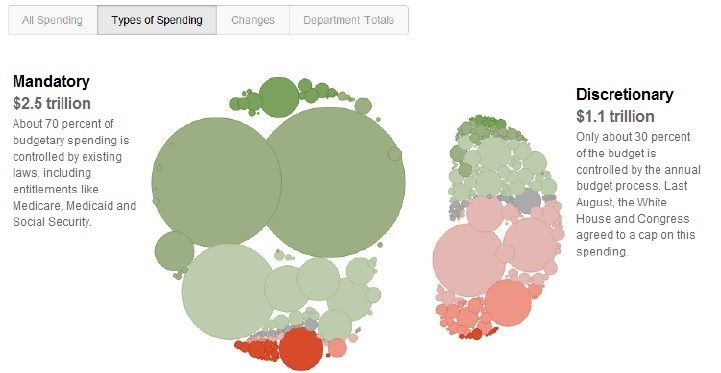 All Spending
Types of Spending
Changes
Department Totals
Mandatory
$2.5 trillion
About 70 percent of
budgetary spending is
controlled by existing
laws, including
entitlements like
Medicare, Medicaid and
Social Security.
Discretionary
$1.1 trillion
Only about 30 percent
of the budget is
controlled by the annual
budget process. Last
August, the White
House and Congress
agreed to a cap on this
spending.